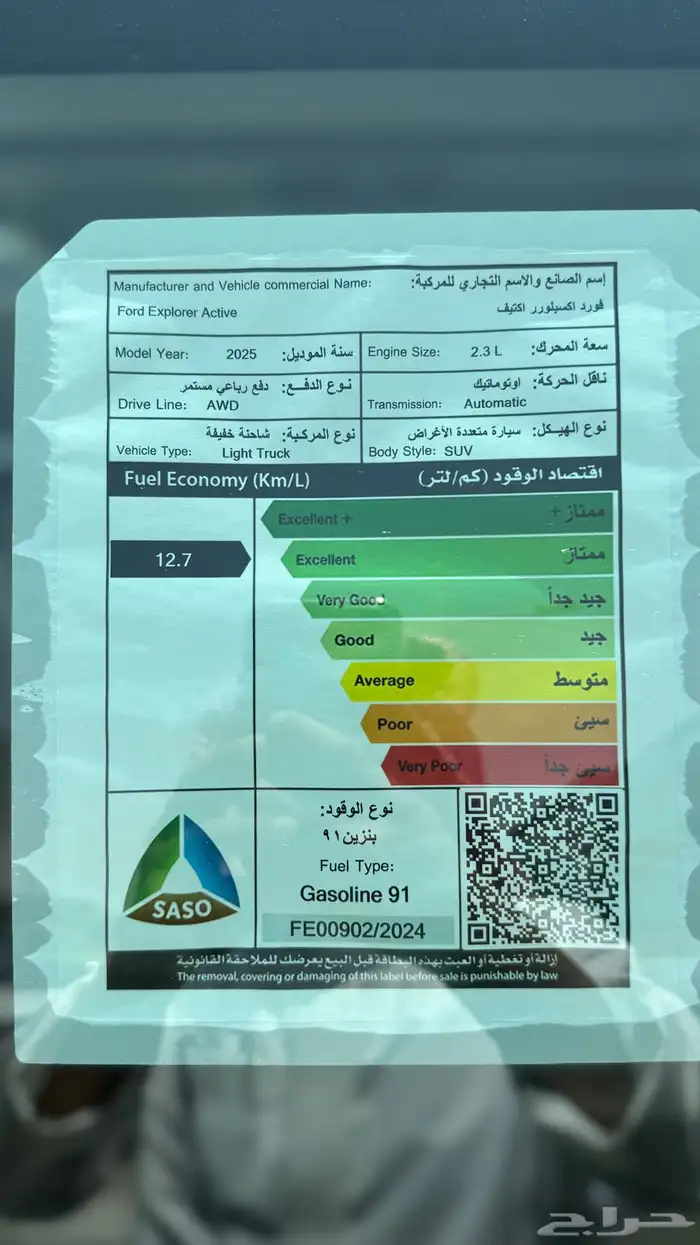 Manufacturer and Vehicle commercial Name: إسم الصانع والاسم التجاري للمركبة:
Ford Explorer Active فورد اكسبلورر اكتيف
Model Year: 2025 سنة الموديل:
Engine Size: 2.3 L سعة المحرك:
نوع الدفع: دفع رباعي مستمر
Drive Line: AWD
ناقل الحركة: اوتوماتيك
Transmission: Automatic
نوع المركبة: شاحنة خفيفة
Vehicle Type: Light Truck
نوع الهيكل: سيارة متعددة الأغراض
Body Style: SUV
Fuel Economy (Km/L) اقتصاد الوقود (كم/لتر)
Excellent + ممتاز +
12.7
Excellent ممتاز
Very Good جيد جداً
Good جيد
Average متوسط
Poor سيئ
Very Poor سيئ جداً
SASO
نوع الوقود:
بنزين ٩١
Fuel Type:
Gasoline 91
FE00902/2024
إزالة أو تغطية أو العبث بهذه البطاقة قبل البيع يعرضك للملاحقة القانونية
The removal, covering or damaging of this label before sale is punishable by law
حراج